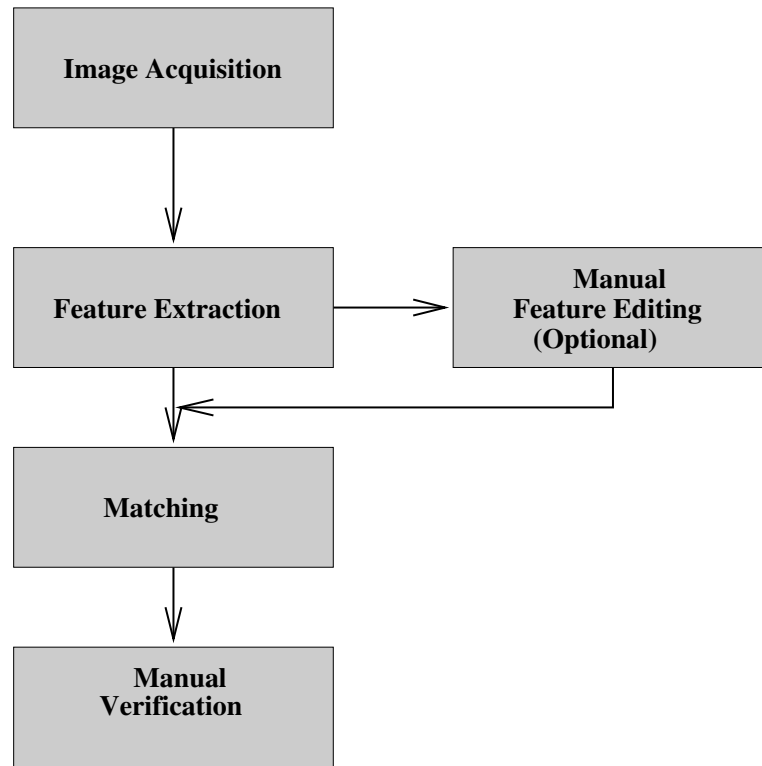 Image Acquisition
Feature Extraction
Manual
Feature Editing
(Optional)
Matching
Manual
Verification